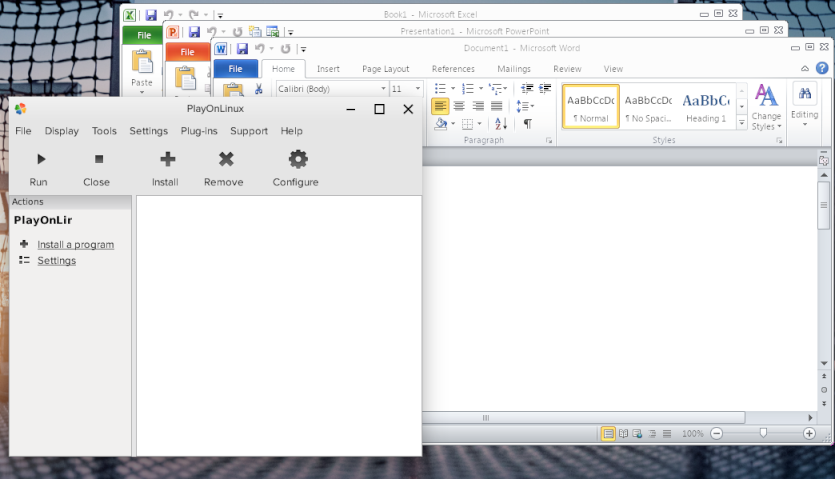 Book1 - Microsoft Excel
File
Paste
Presentation1 - Microsoft PowerPoint
File
Document1 - Microsoft Word
File Home Insert Page Layout References Mailings Review View
Calibri (Body) 11
AaBbCcDc AaBbCcDc AaBbC
¶ Normal ¶ No Spaci... Heading 1
Change Styles
Editing
Paragraph Styles
100%
PlayOnLinux
File Display Tools Settings Plug-ins Support Help
Run Close Install Remove Configure
Actions
PlayOnLir
Install a program
Settings